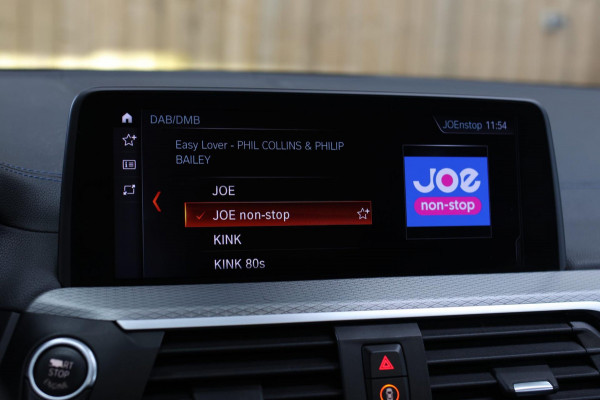 DAB/DMB
JOEnstop 11:54
Easy Lover - PHIL COLLINS & PHILIP
BAILEY
JOE
JOE non-stop
KINK
KINK 80s
JOE
non-stop
START
STOP